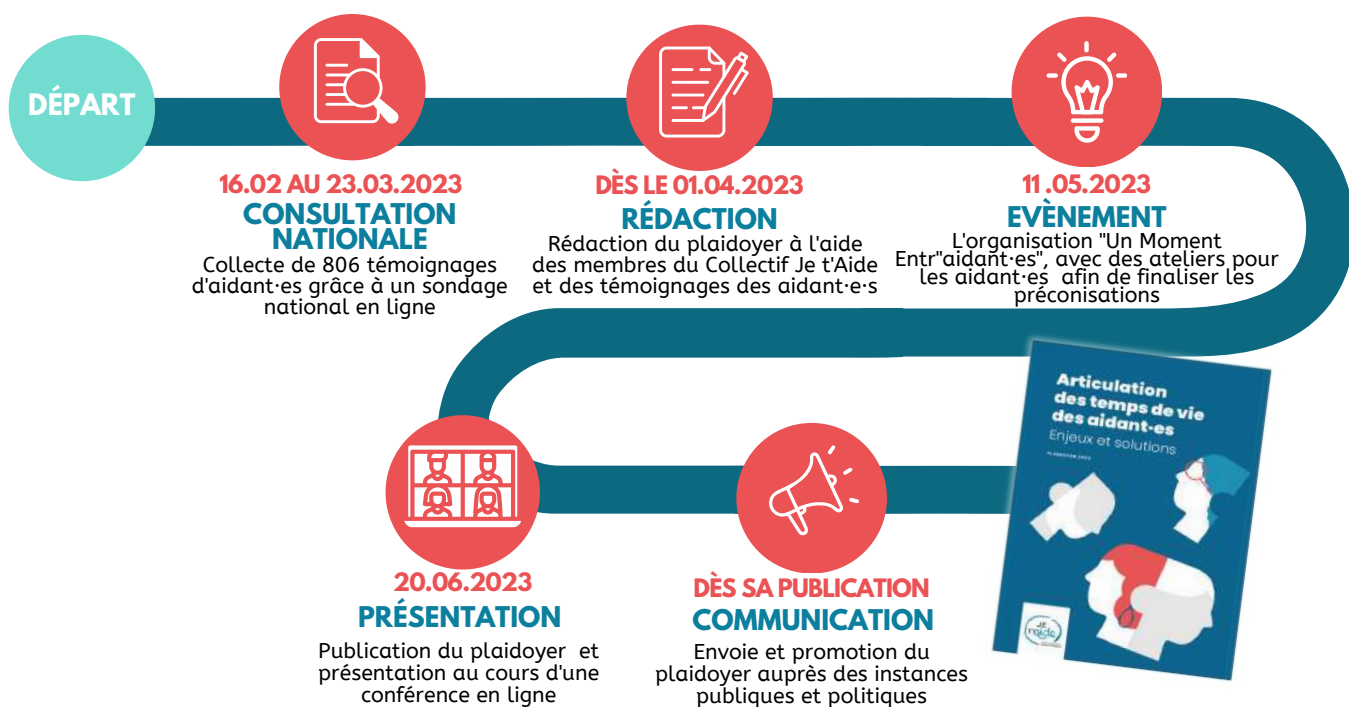 DÉPART
16.02 AU 23.03.2023
CONSULTATION
NATIONALE
Collecte de 806 témoignages
d'aidant·es grâce à un sondage
national en ligne
DÈS LE 01.04.2023
RÉDACTION
Rédaction du plaidoyer à l'aide
des membres du Collectif Je t'Aide
et des témoignages des aidant·e·s
11 .05.2023
EVÈNEMENT
L'organisation "Un Moment
Entr"aidant·es", avec des ateliers pour
les aidant·es afin de finaliser les
préconisations
Articulation
des temps de vie
des aidant·es
Enjeux et solutions
PLAIDOYER 2023
JE
t'aide
20.06.2023
PRÉSENTATION
Publication du plaidoyer et
présentation au cours d'une
conférence en ligne
DÈS SA PUBLICATION
COMMUNICATION
Envoie et promotion du
plaidoyer auprès des instances
publiques et politiques